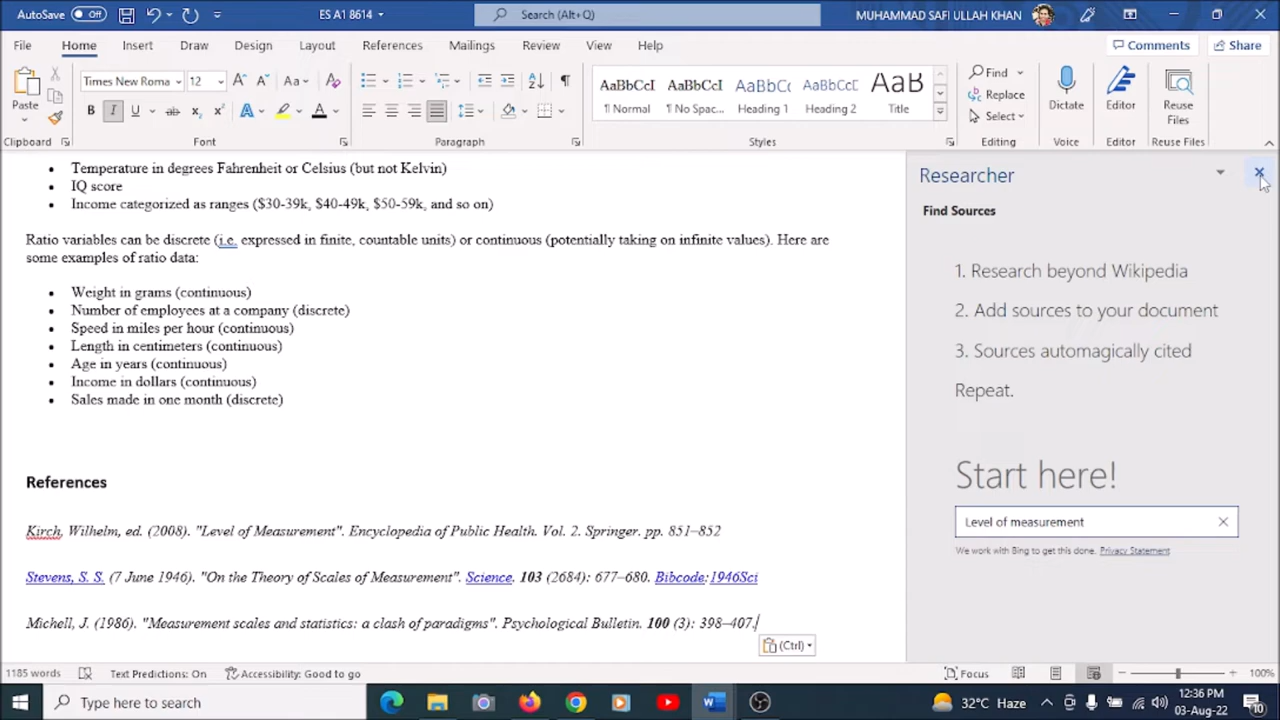 AutoSave Off ES A1 8614 Search (Alt+Q) MUHAMMAD SAFI ULLAH KHAN
File Home Insert Draw Design Layout References Mailings Review View Help Comments Share
Paste Times New Roma 12 Aa AaBbCcI AaBbCcI AaBbCc AaBbCcI AaB Find Dictate Editor Reuse Files
B I U ab x₂ x² A A ¶ Normal ¶ No Spac... Heading 1 Heading 2 Title Replace
Select
Clipboard Font Paragraph Styles Editing Voice Editor Reuse Files
• Temperature in degrees Fahrenheit or Celsius (but not Kelvin)
• IQ score
• Income categorized as ranges ($30-39k, $40-49k, $50-59k, and so on)
Ratio variables can be discrete (i.e. expressed in finite, countable units) or continuous (potentially taking on infinite values). Here are
some examples of ratio data:
• Weight in grams (continuous)
• Number of employees at a company (discrete)
• Speed in miles per hour (continuous)
• Length in centimeters (continuous)
• Age in years (continuous)
• Income in dollars (continuous)
• Sales made in one month (discrete)
References
Kirch, Wilhelm, ed. (2008). "Level of Measurement". Encyclopedia of Public Health. Vol. 2. Springer. pp. 851–852
Stevens, S. S. (7 June 1946). "On the Theory of Scales of Measurement". Science. 103 (2684): 677–680. Bibcode:1946Sci
Michell, J. (1986). "Measurement scales and statistics: a clash of paradigms". Psychological Bulletin. 100 (3): 398–407.
(Ctrl)
Researcher
Find Sources
1. Research beyond Wikipedia
2. Add sources to your document
3. Sources automagically cited
Repeat.
Start here!
Level of measurement
We work with Bing to get this done. Privacy Statement
1185 words Text Predictions: On Accessibility: Good to go Focus 100%
Type here to search 32°C Haze 12:36 PM
03-Aug-22 10